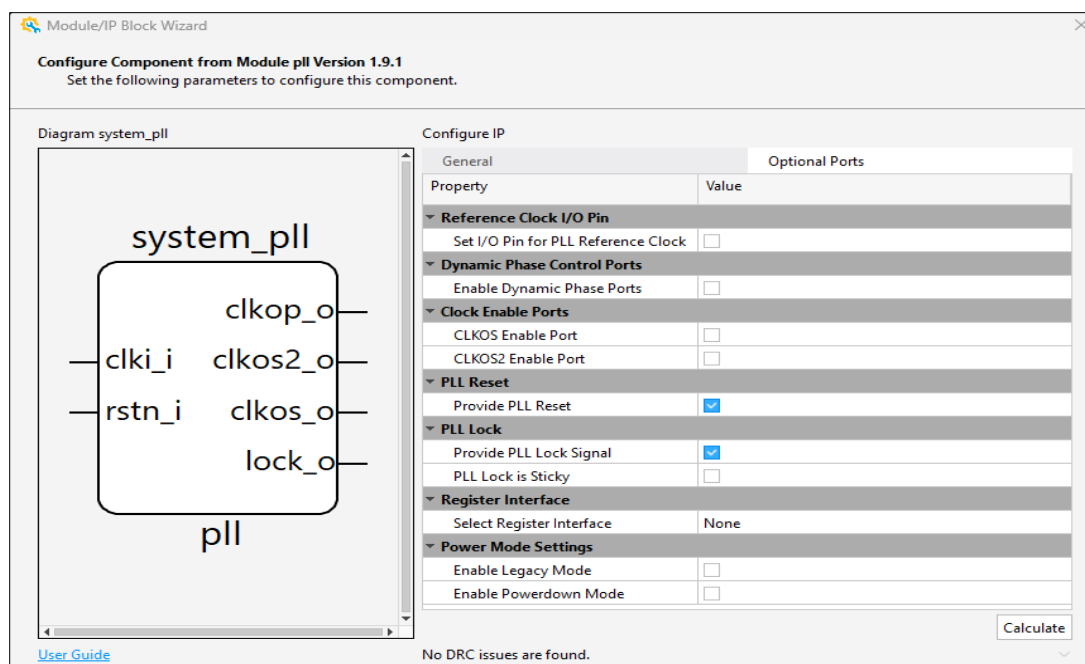 Module/IP Block Wizard
Configure Component from Module pll Version 1.9.1
Set the following parameters to configure this component.
Diagram system_pll
Configure IP
General
Optional Ports
Property Value
Reference Clock I/O Pin
Set I/O Pin for PLL Reference Clock
Dynamic Phase Control Ports
Enable Dynamic Phase Ports
Clock Enable Ports
CLKOS Enable Port
CLKOS2 Enable Port
PLL Reset
Provide PLL Reset
PLL Lock
Provide PLL Lock Signal
PLL Lock is Sticky
Register Interface
Select Register Interface None
Power Mode Settings
Enable Legacy Mode
Enable Powerdown Mode
system_pll
clkop_o
clki_i clkos2_o
rstn_i clkos_o
lock_o
pll
Calculate
User Guide
No DRC issues are found.